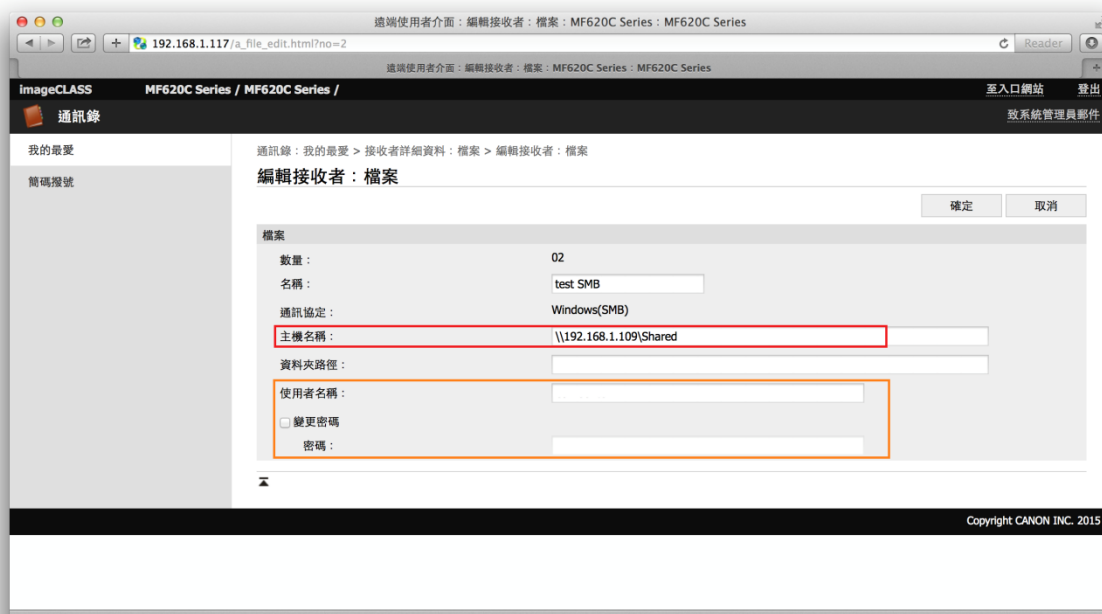 遠端使用者介面：編輯接收者：檔案：MF620C Series：MF620C Series
192.168.1.117/a_file_edit.html?no=2
Reader
遠端使用者介面：編輯接收者：檔案：MF620C Series：MF620C Series
imageCLASS MF620C Series / MF620C Series / 至入口網站 登出
通訊錄 致系統管理員郵件
我的最愛
簡碼撥號
通訊錄：我的最愛 > 接收者詳細資料：檔案 > 編輯接收者：檔案
編輯接收者：檔案
確定 取消
檔案
數量： 02
名稱： test SMB
通訊協定： Windows(SMB)
主機名稱： \\192.168.1.109\Shared
資料夾路徑：
使用者名稱：
變更密碼
密碼：
Copyright CANON INC. 2015